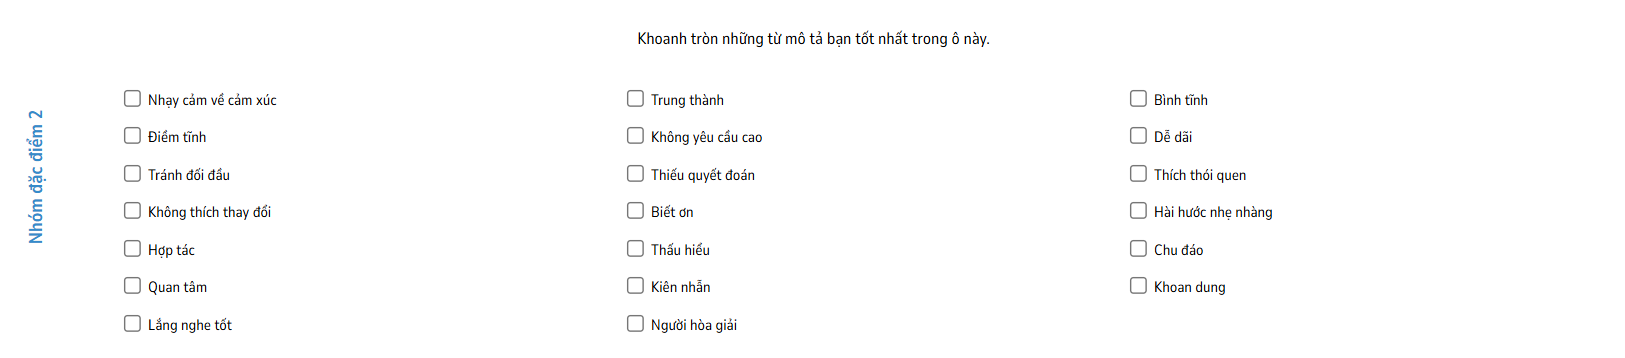 Khoanh tròn những từ mô tả bạn tốt nhất trong ô này.
Nhóm đặc điểm 2
Nhạy cảm về cảm xúc
Điềm tĩnh
Tránh đối đầu
Không thích thay đổi
Hợp tác
Quan tâm
Lắng nghe tốt
Trung thành
Không yêu cầu cao
Thiếu quyết đoán
Biết ơn
Thấu hiểu
Kiên nhẫn
Người hòa giải
Bình tĩnh
Dễ dãi
Thích thói quen
Hài hước nhẹ nhàng
Chu đáo
Khoan dung